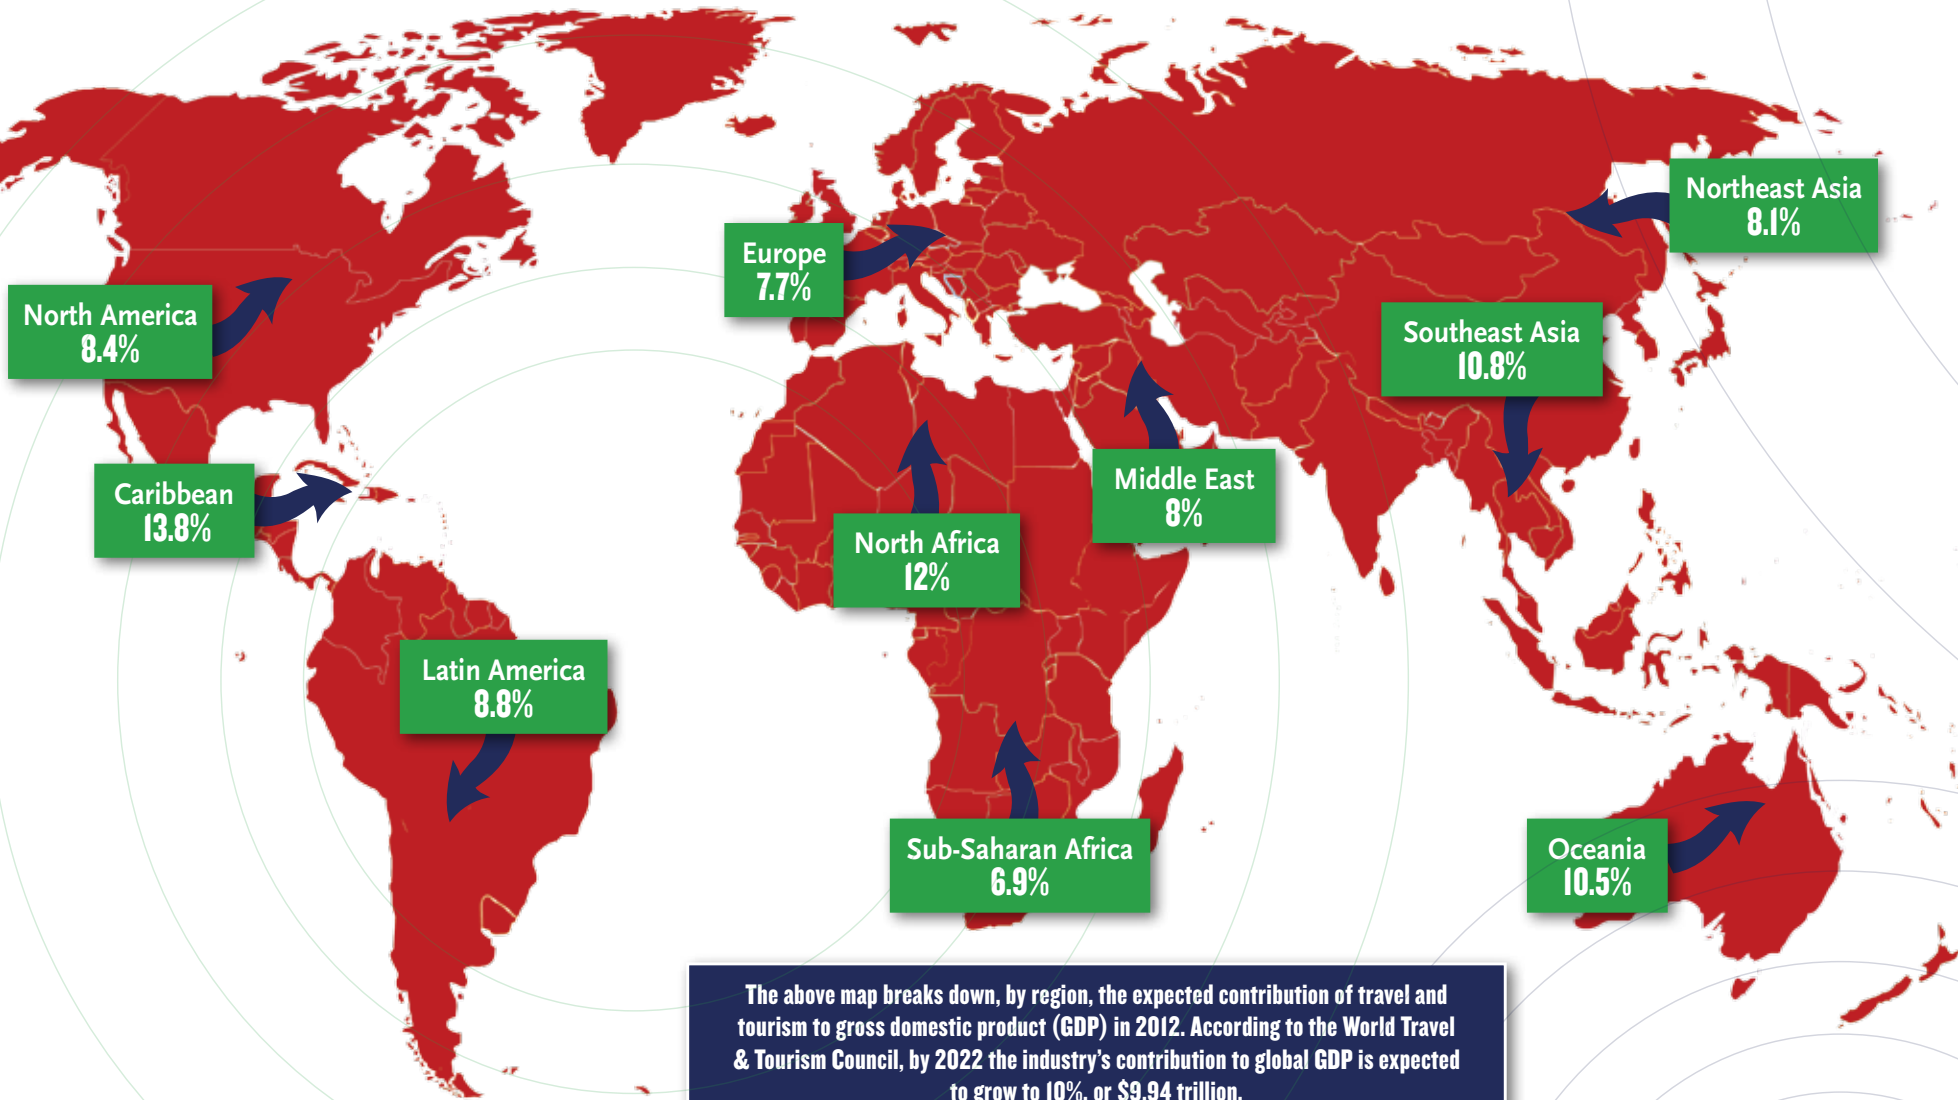 Northeast Asia
8.1%
Europe
7.7%
North America
8.4%
Southeast Asia
10.8%
Caribbean
13.8%
Middle East
8%
North Africa
12%
Latin America
8.8%
Sub-Saharan Africa
6.9%
Oceania
10.5%
The above map breaks down, by region, the expected contribution of travel and
tourism to gross domestic product (GDP) in 2012. According to the World Travel
& Tourism Council, by 2022 the industry's contribution to global GDP is expected
to grow to 10%, or $9.94 trillion.